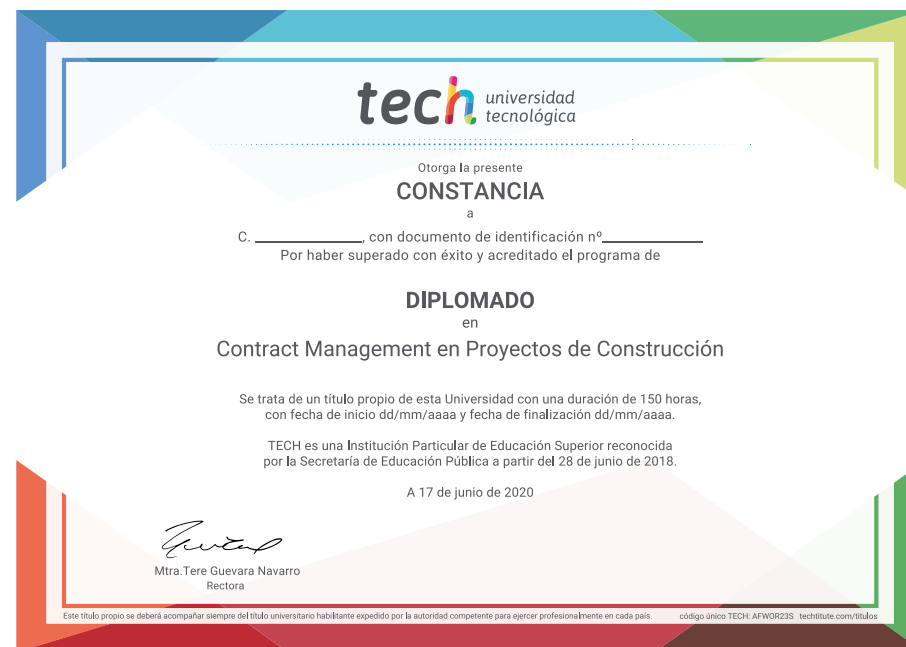 tech universidad
tecnológica
Otorga la presente
CONSTANCIA
a
C. ____________, con documento de identificación nº____________
Por haber superado con éxito y acreditado el programa de
DIPLOMADO
en
Contract Management en Proyectos de Construcción
Se trata de un título propio de esta Universidad con una duración de 150 horas,
con fecha de inicio dd/mm/aaaa y fecha de finalización dd/mm/aaaa.
TECH es una Institución Particular de Educación Superior reconocida
por la Secretaría de Educación Pública a partir del 28 de junio de 2018.
A 17 de junio de 2020
Mtra.Tere Guevara Navarro
Rectora
Este título propio se deberá acompañar siempre del título universitario habilitante expedido por la autoridad competente para ejercer profesionalmente en cada país. código único TECH: AFWOR23S techtitute.com/titulos